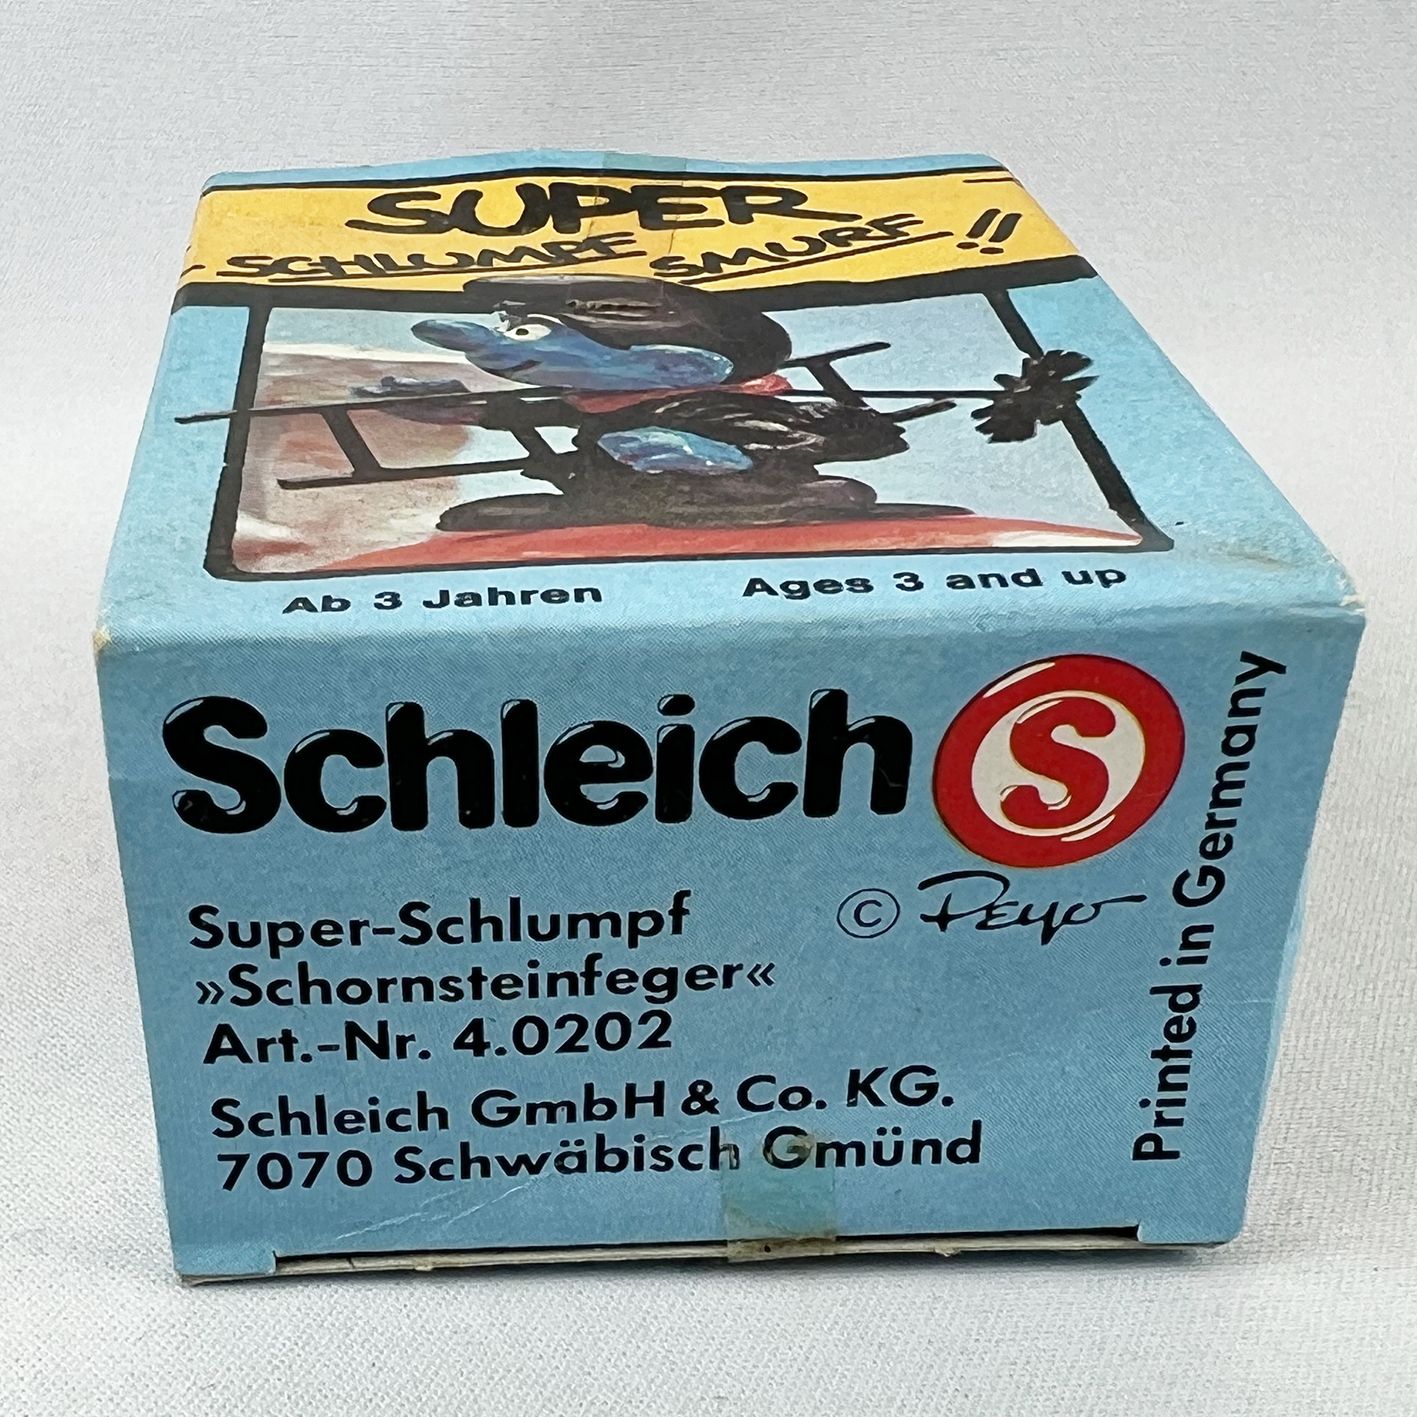 SUPER
SCHLUMPF SMURF!!
Ab 3 Jahren Ages 3 and up
Schleich S
© Peyo
Super-Schlumpf
»Schornsteinfeger«
Art.-Nr. 4.0202
Schleich GmbH & Co. KG.
7070 Schwäbisch Gmünd
Printed in Germany